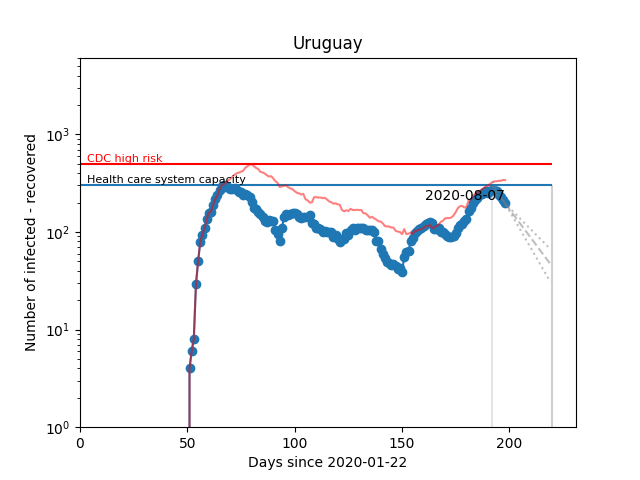 Uruguay
Number of infected - recovered
10³
10²
10¹
10⁰
CDC high risk
Health care system capacity
2020-08-07
0 50 100 150 200
Days since 2020-01-22